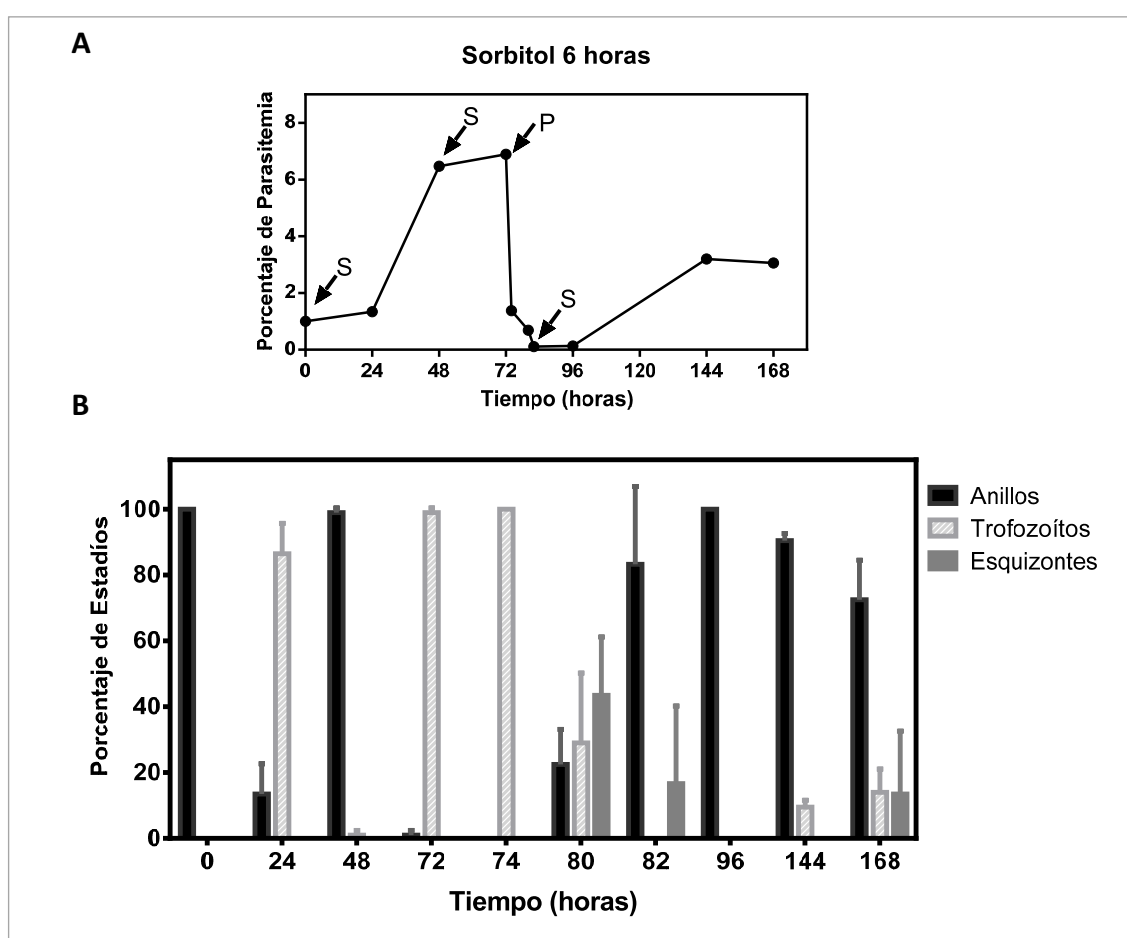 A
Sorbitol 6 horas
Porcentaje de Parasitemia
8
6
4
2
0
S
S
P
S
0 24 48 72 96 120 144 168
Tiempo (horas)
B
Porcentaje de Estadíos
100
80
60
40
20
0
Anillos
Trofozoítos
Esquizontes
0 24 48 72 74 80 82 96 144 168
Tiempo (horas)